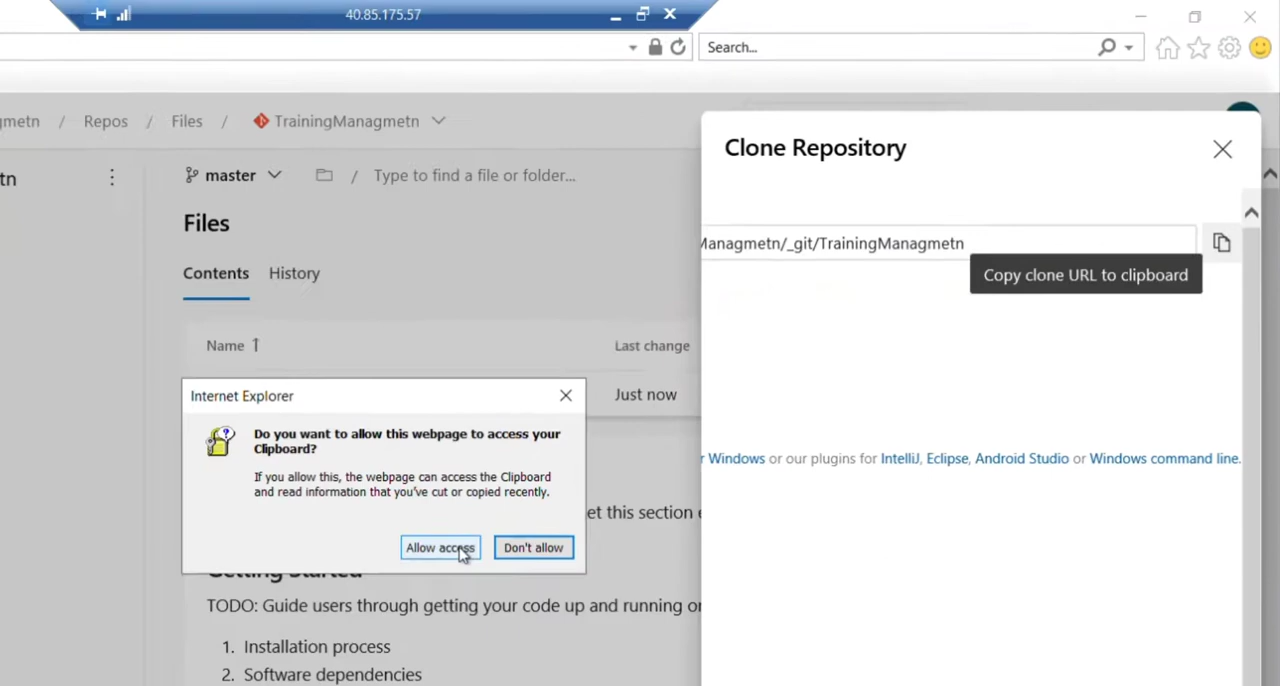 40.85.175.57
Search...
gmetn / Repos / Files / TrainingManagmetn
tn
master / Type to find a file or folder...
Files
Contents History
Name ↑ Last change
Just now
Internet Explorer
Do you want to allow this webpage to access your
Clipboard?
If you allow this, the webpage can access the Clipboard
and read information that you've cut or copied recently.
Allow access Don't allow
et this section e
Getting Started
TODO: Guide users through getting your code up and running or
1. Installation process
2. Software dependencies
Clone Repository
Managmetn/_git/TrainingManagmetn
Copy clone URL to clipboard
r Windows or our plugins for IntelliJ, Eclipse, Android Studio or Windows command line.